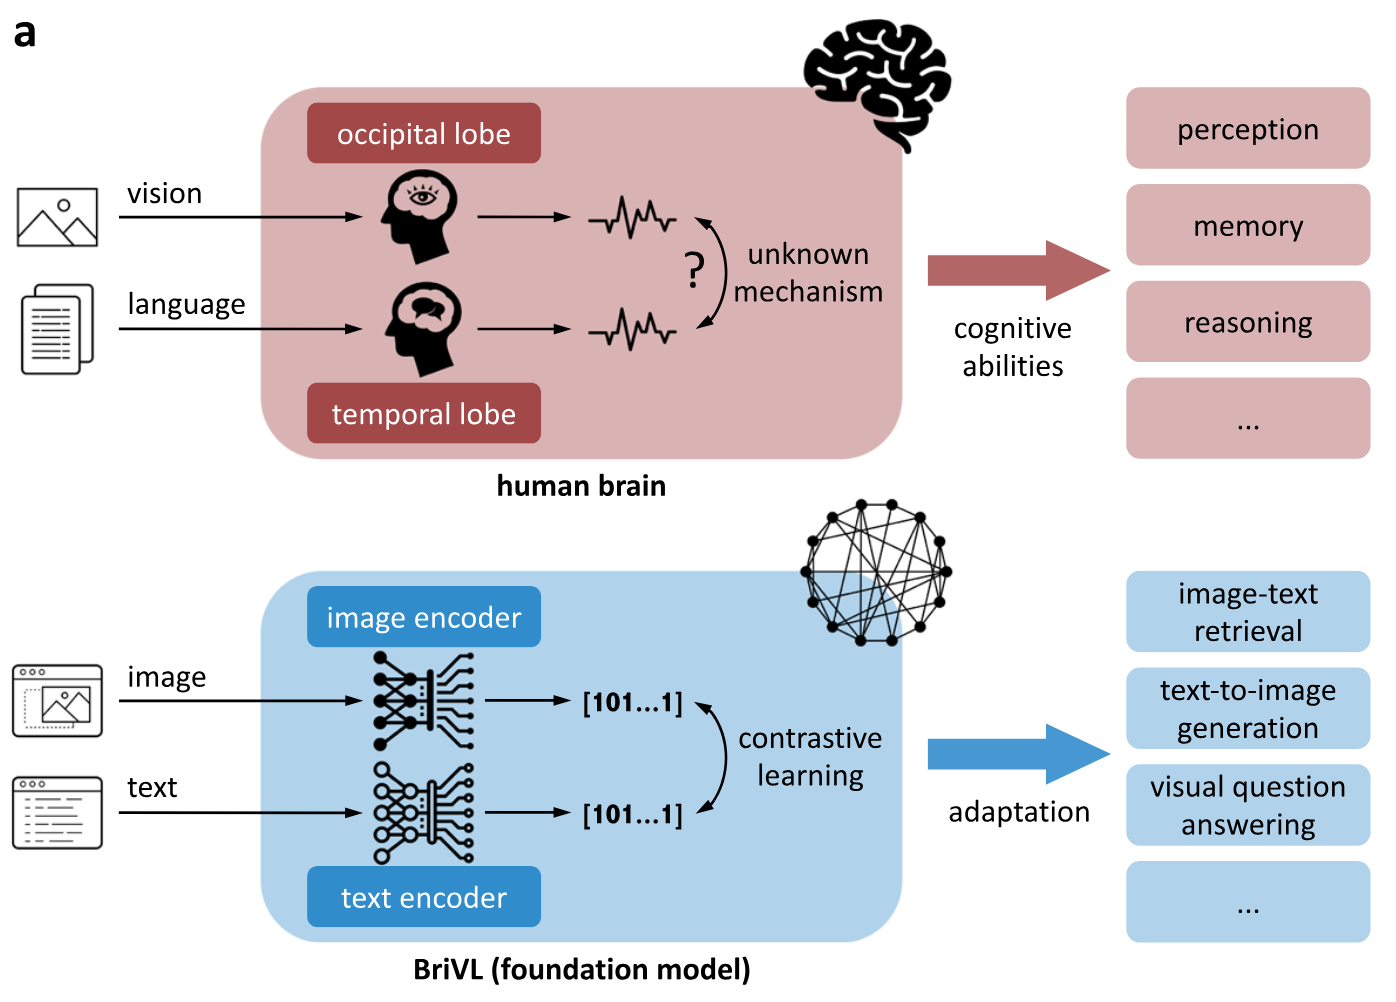 a
occipital lobe
vision
language
temporal lobe
?
unknown
mechanism
human brain
cognitive
abilities
perception
memory
reasoning
...
image encoder
image
[101...1]
text
[101...1]
text encoder
contrastive
learning
BriVL (foundation model)
adaptation
image-text
retrieval
text-to-image
generation
visual question
answering
...